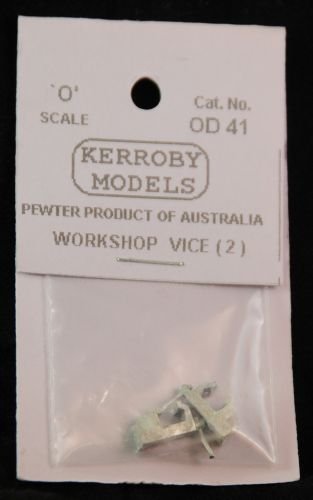 'O'
SCALE
Cat. No.
OD 41
KERROBY
MODELS
PEWTER PRODUCT OF AUSTRALIA
WORKSHOP VICE (2)